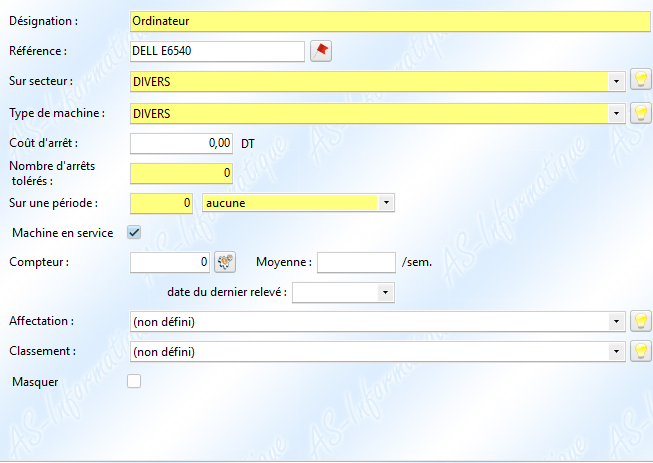 Désignation : Ordinateur
Référence : DELL E6540
Sur secteur : DIVERS
Type de machine : DIVERS
Coût d'arrêt : 0,00 DT
Nombre d'arrêts
tolérés : 0
Sur une période : 0 aucune
Machine en service
Compteur : 0 Moyenne : /sem.
date du dernier relevé :
Affectation : (non défini)
Classement : (non défini)
Masquer
AS-Informatique